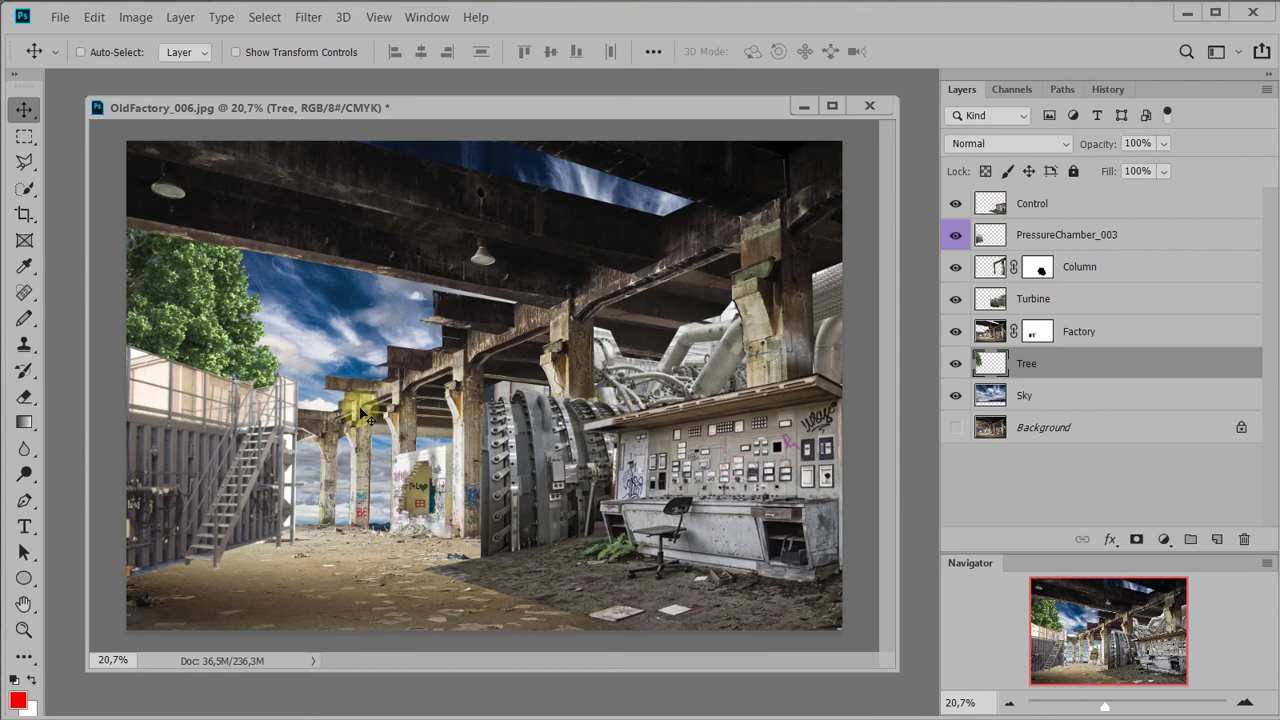 Ps File Edit Image Layer Type Select Filter 3D View Window Help
Auto-Select: Layer Show Transform Controls 3D Mode:
OldFactory_006.jpg @ 20,7% (Tree, RGB/8#/CMYK) *
20,7% Doc: 36,5M/236,3M
Layers Channels Paths History
Kind
Normal Opacity: 100%
Lock: Fill: 100%
Control
PressureChamber_003
Column
Turbine
Factory
Tree
Sky
Background
Navigator
20,7%